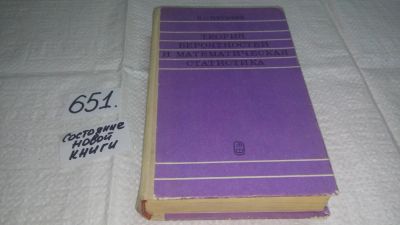 651.
состояние
новой
книги
ТЕОРИЯ
ВЕРОЯТНОСТЕЙ
И МАТЕМАТИЧЕСКАЯ
СТАТИСТИКА